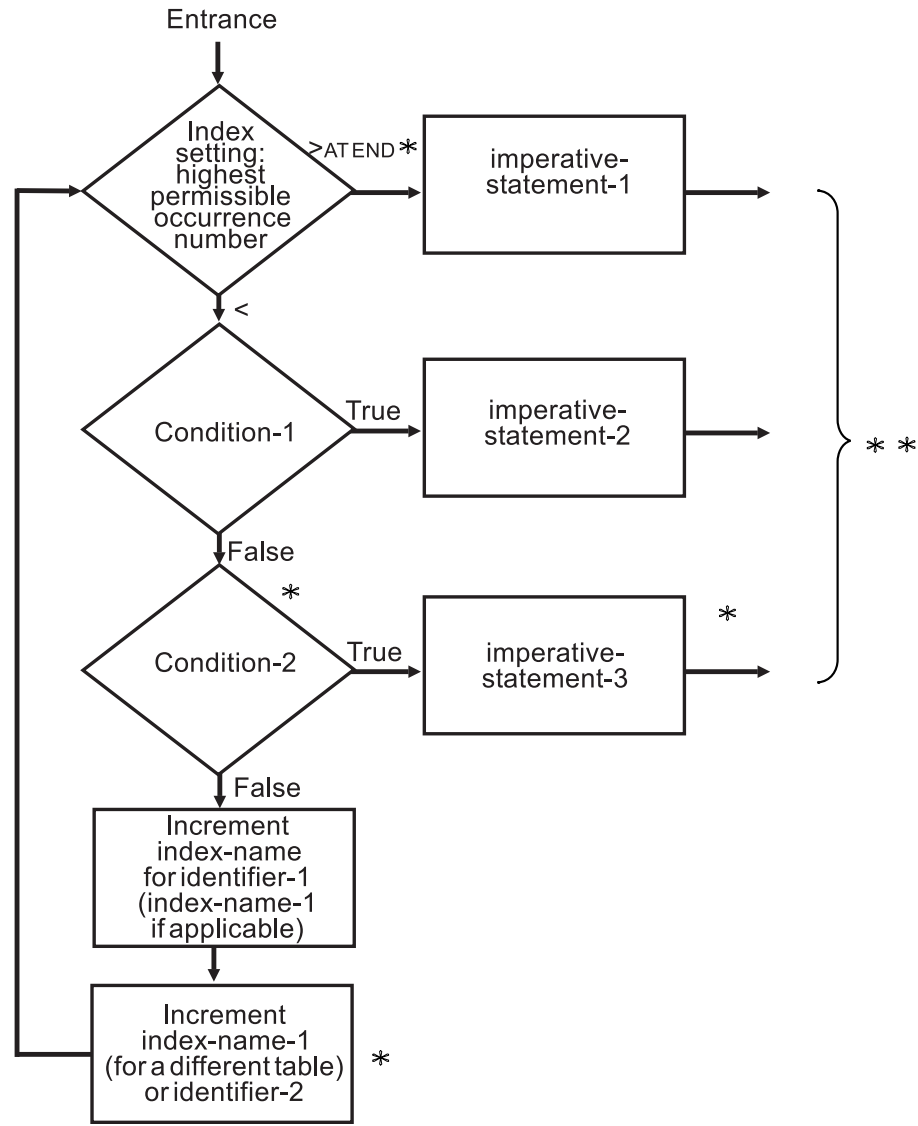 Entrance
Index
setting:
highest
permissible
occurrence
number
>AT END *
imperative-
statement-1
<
Condition-1
True
imperative-
statement-2
* *
False
*
Condition-2
True
imperative-
statement-3
*
False
Increment
index-name
for identifier-1
(index-name-1
if applicable)
Increment
index-name-1
(for a different table)
or identifier-2
*